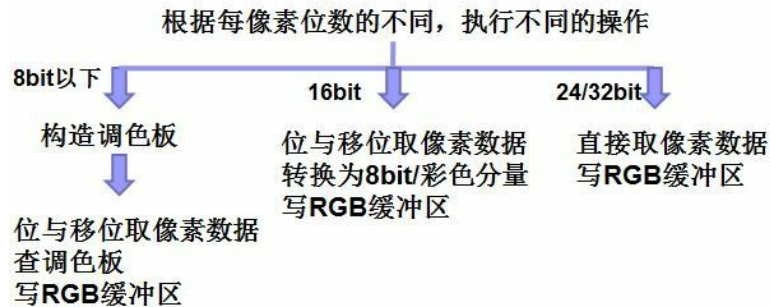 根据每像素位数的不同，执行不同的操作
8bit以下
16bit
24/32bit
构造调色板
位与移位取像素数据
查调色板
写RGB缓冲区
位与移位取像素数据
转换为8bit/彩色分量
写RGB缓冲区
直接取像素数据
写RGB缓冲区